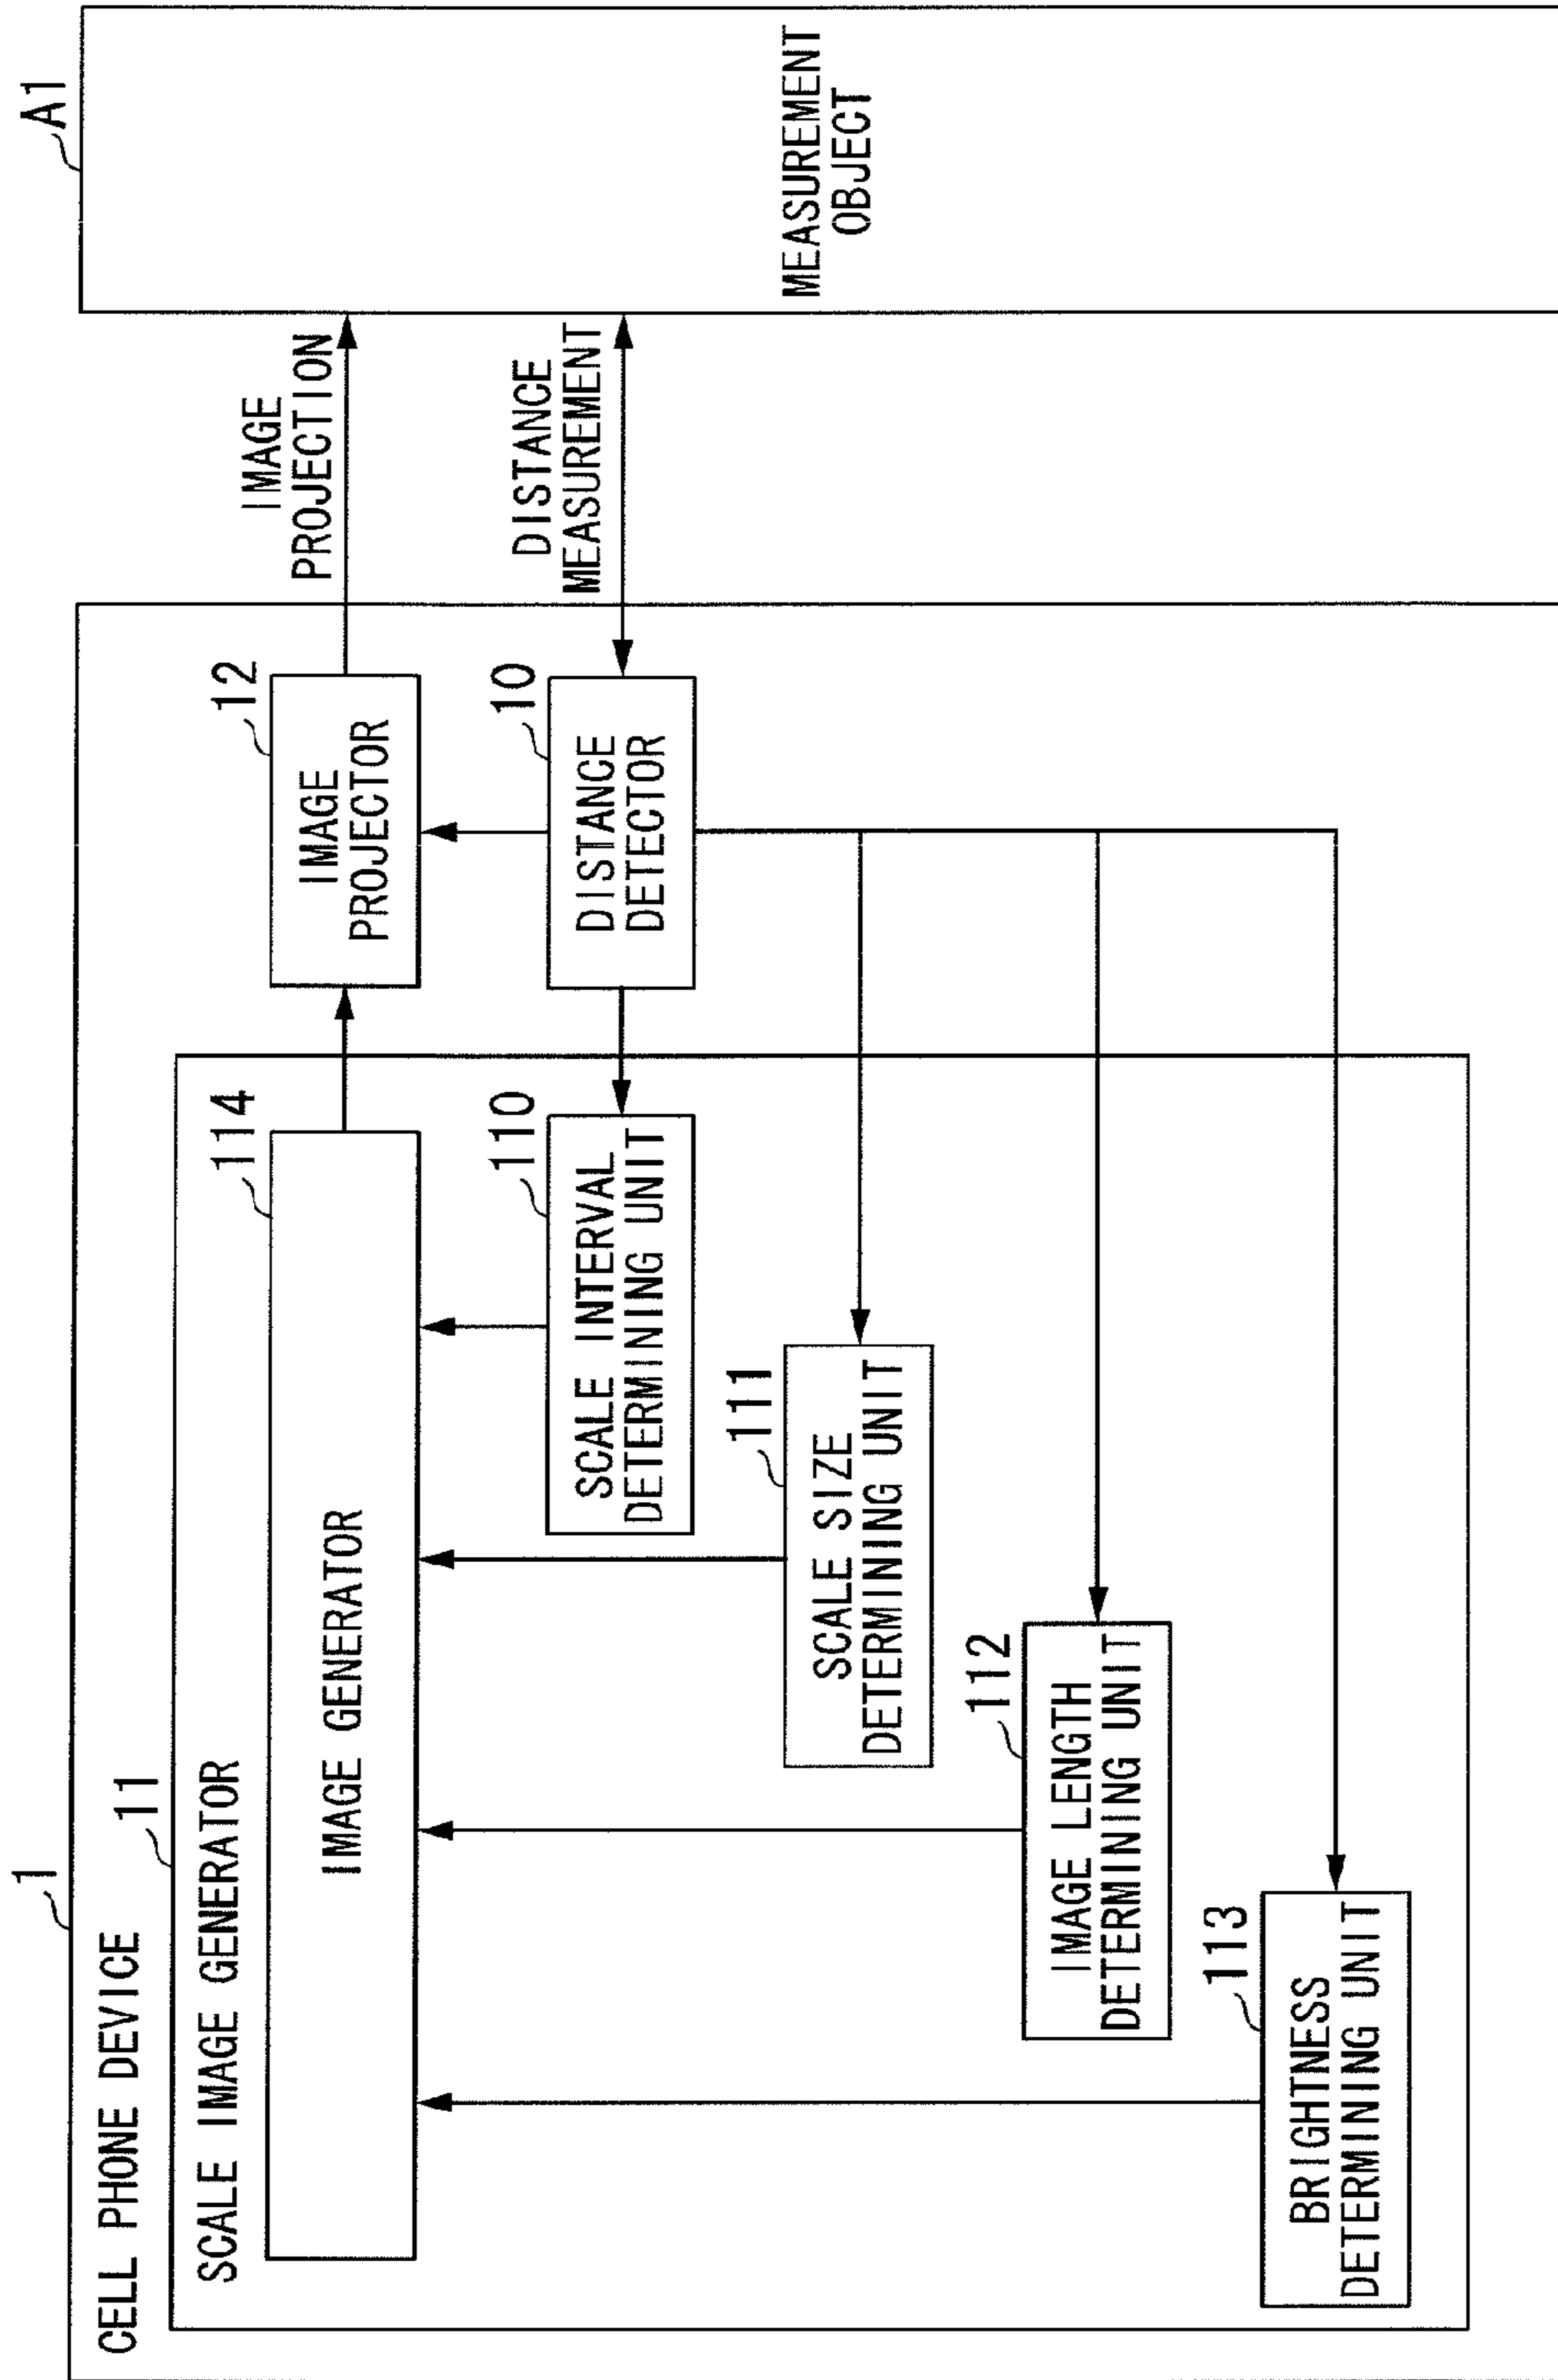 1
CELL PHONE DEVICE
11
SCALE IMAGE GENERATOR
114
IMAGE GENERATOR
110
SCALE INTERVAL
DETERMINING UNIT
111
SCALE SIZE
DETERMINING UNIT
112
IMAGE LENGTH
DETERMINING UNIT
113
BRIGHTNESS
DETERMINING UNIT
12
IMAGE
PROJECTOR
10
DISTANCE
DETECTOR
IMAGE
PROJECTION
DISTANCE
MEASUREMENT
A1
MEASUREMENT
OBJECT